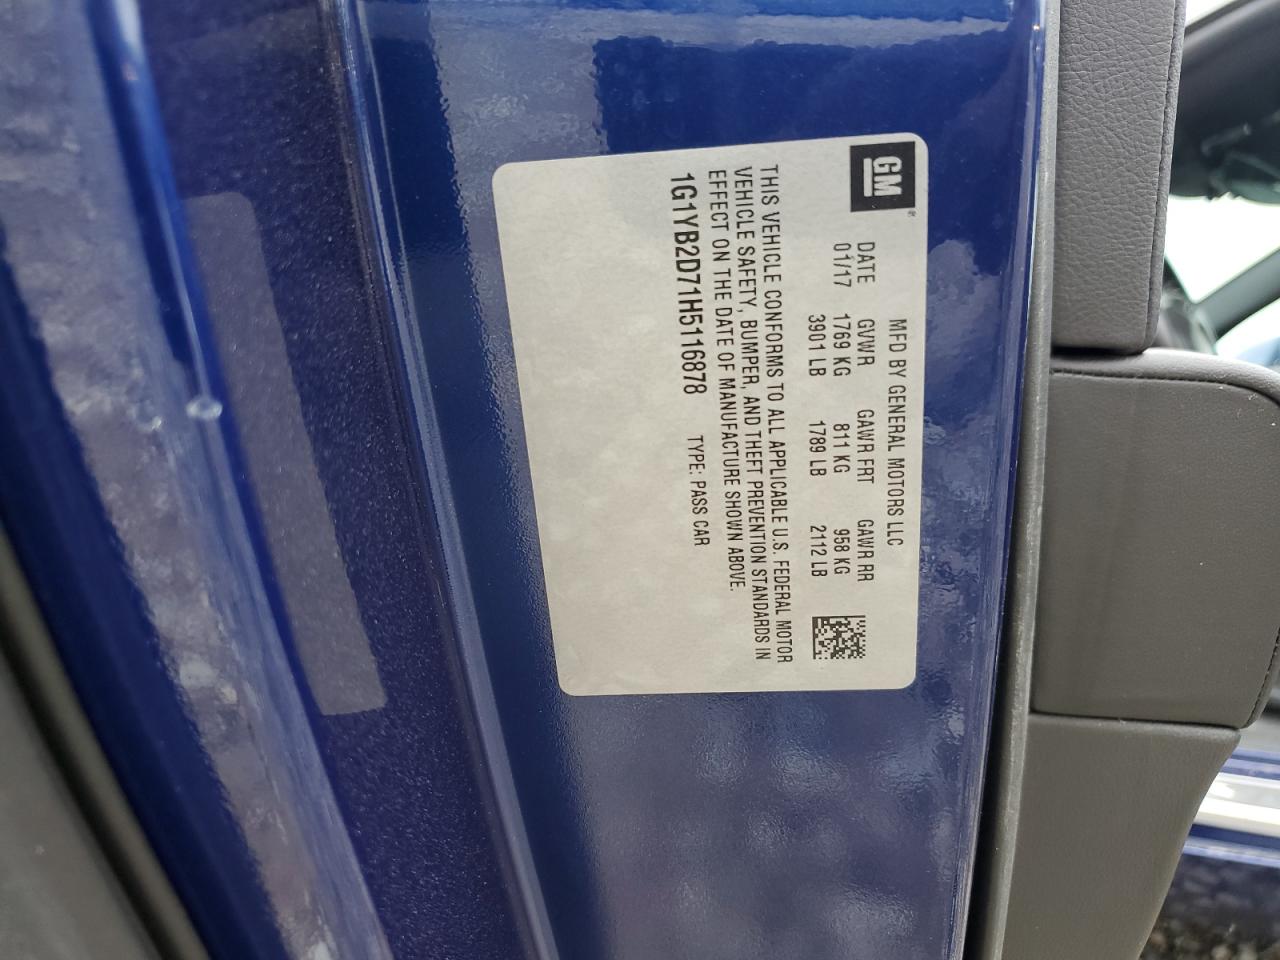 GM
MFD BY GENERAL MOTORS LLC
DATE GVWR GAWR FRT GAWR RR
01/17 1769 KG 811 KG 958 KG
3901 LB 1789 LB 2112 LB
THIS VEHICLE CONFORMS TO ALL APPLICABLE U.S. FEDERAL MOTOR
VEHICLE SAFETY, BUMPER, AND THEFT PREVENTION STANDARDS IN
EFFECT ON THE DATE OF MANUFACTURE SHOWN ABOVE.
1G1YB2D71H5116878 TYPE: PASS CAR